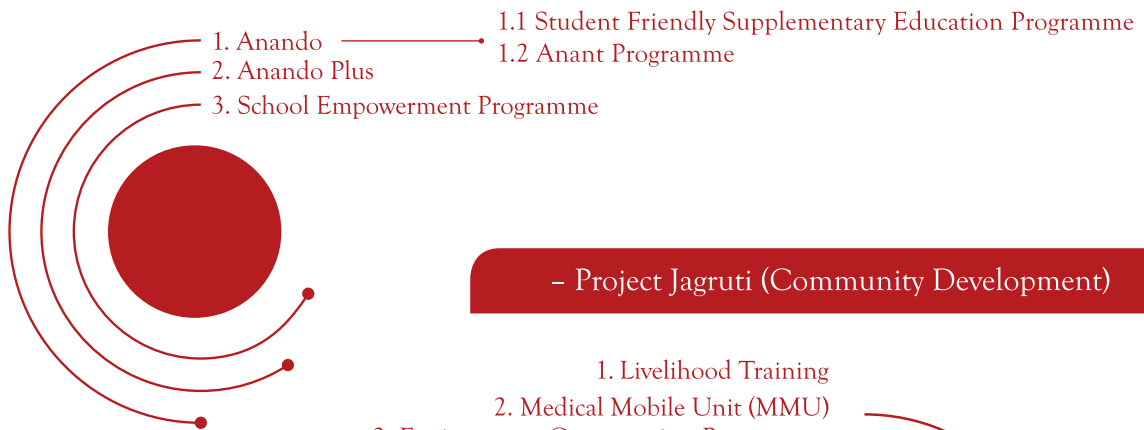 1. Anando
1.1 Student Friendly Supplementary Education Programme
1.2 Anant Programme
2. Anando Plus
3. School Empowerment Programme
– Project Jagruti (Community Development)
1. Livelihood Training
2. Medical Mobile Unit (MMU)